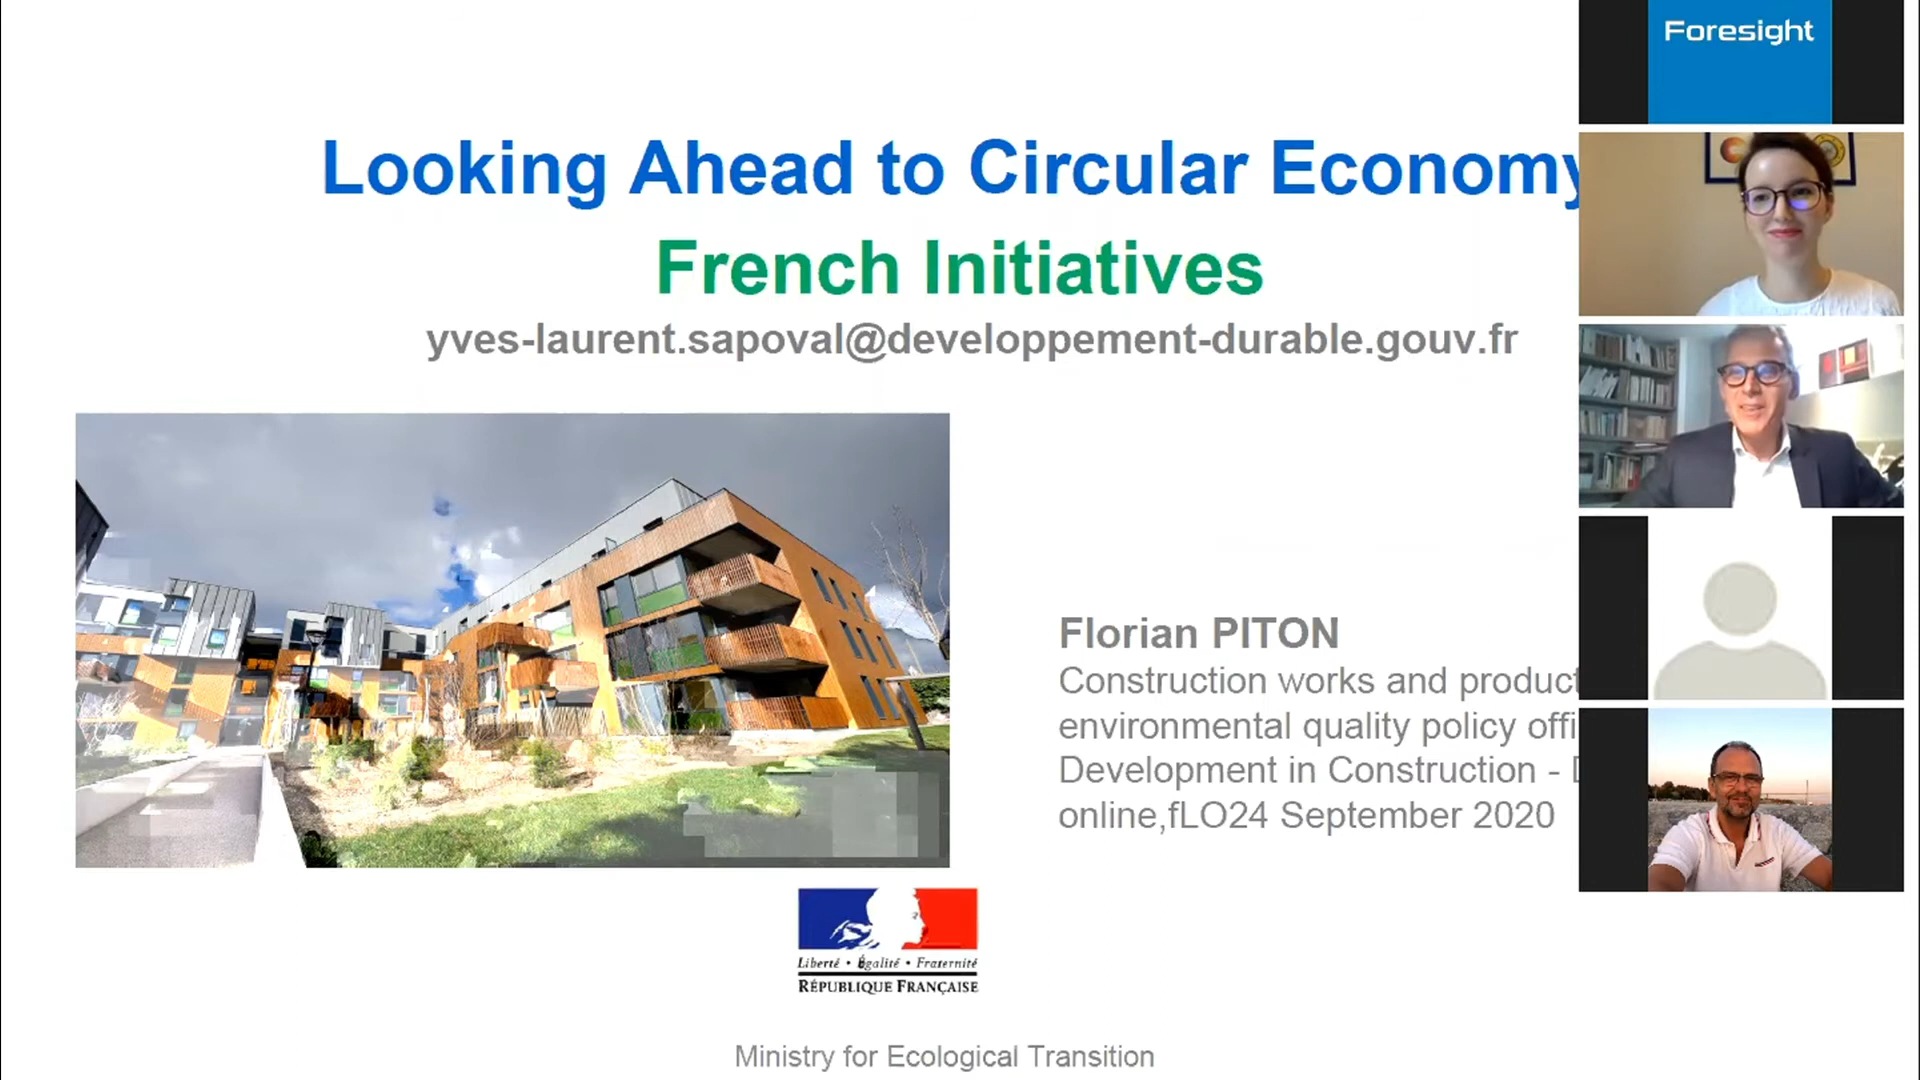 Foresight
Looking Ahead to Circular Economy
French Initiatives
yves-laurent.sapoval@developpement-durable.gouv.fr
Florian PITON
Construction works and product
environmental quality policy offi
Development in Construction -
online,fLO24 September 2020
Liberté • Égalité • Fraternité
RÉPUBLIQUE FRANÇAISE
Ministry for Ecological Transition